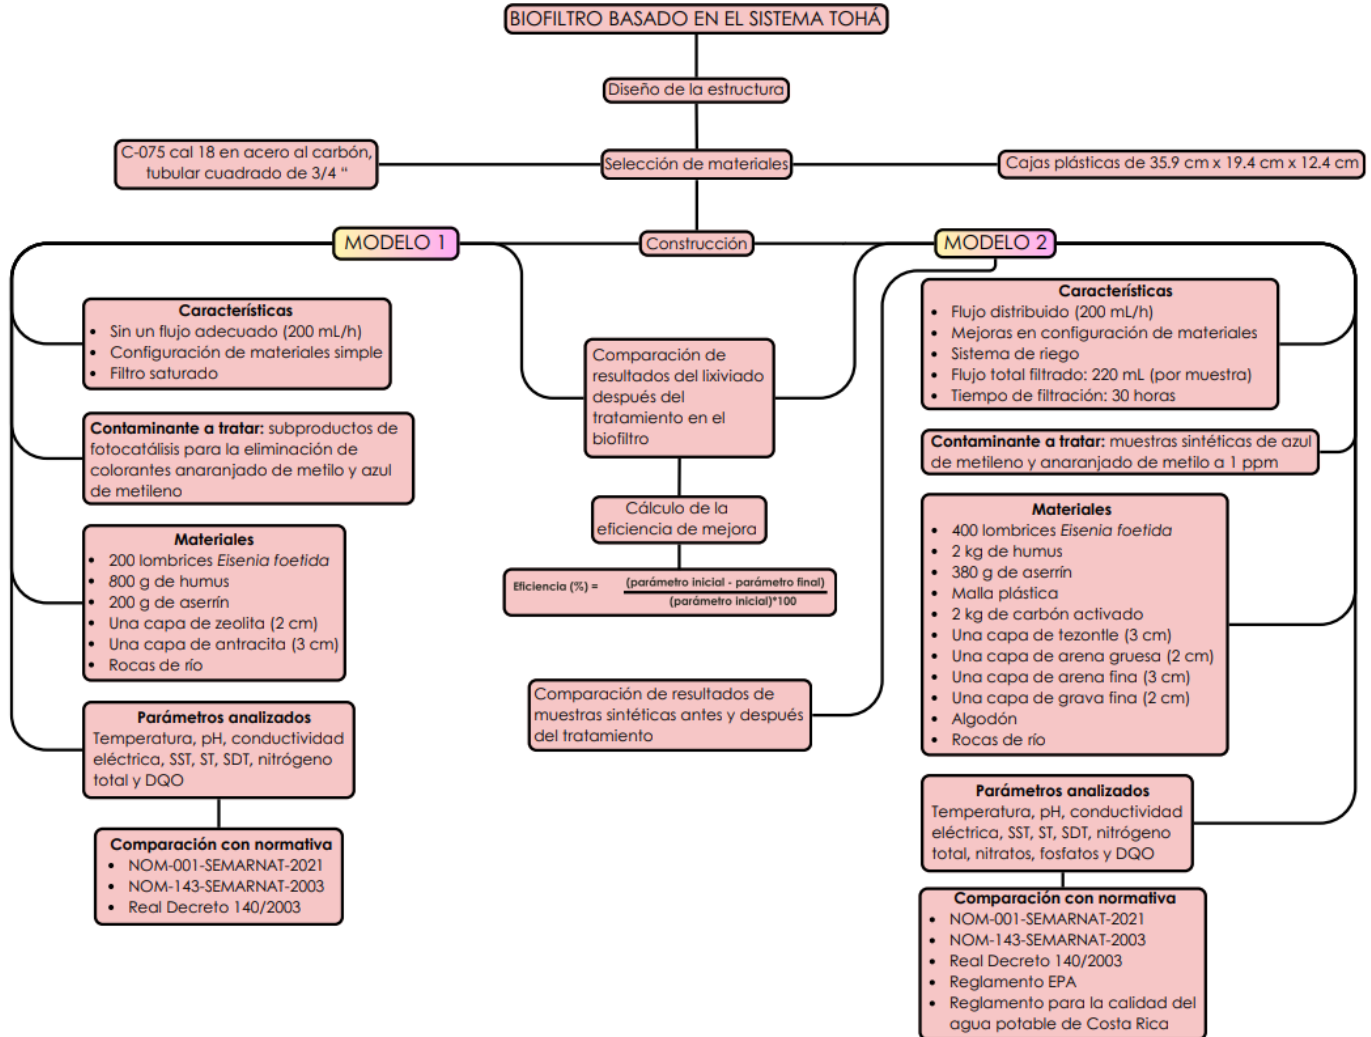 BIOFILTRO BASADO EN EL SISTEMA TOHÁ
Diseño de la estructura
C-075 cal 18 en acero al carbón,
tubular cuadrado de 3/4 “
Selección de materiales
Cajas plásticas de 35.9 cm x 19.4 cm x 12.4 cm
MODELO 1
Construcción
MODELO 2
Características
• Sin un flujo adecuado (200 mL/h)
• Configuración de materiales simple
• Filtro saturado
Contaminante a tratar: subproductos de
fotocatálisis para la eliminación de
colorantes anaranjado de metilo y azul
de metileno
Materiales
• 200 lombrices Eisenia foetida
• 800 g de humus
• 200 g de aserrín
• Una capa de zeolita (2 cm)
• Una capa de antracita (3 cm)
• Rocas de río
Parámetros analizados
Temperatura, pH, conductividad
eléctrica, SST, ST, SDT, nitrógeno
total y DQO
Comparación con normativa
• NOM-001-SEMARNAT-2021
• NOM-143-SEMARNAT-2003
• Real Decreto 140/2003
Comparación de
resultados del lixiviado
después del
tratamiento en el
biofiltro
Cálculo de la
eficiencia de mejora
Eficiencia (%) = (parámetro inicial - parámetro final)
(parámetro inicial)*100
Comparación de resultados de
muestras sintéticas antes y después
del tratamiento
Características
• Flujo distribuido (200 mL/h)
• Mejoras en configuración de materiales
• Sistema de riego
• Flujo total filtrado: 220 mL (por muestra)
• Tiempo de filtración: 30 horas
Contaminante a tratar: muestras sintéticas de azul
de metileno y anaranjado de metilo a 1 ppm
Materiales
• 400 lombrices Eisenia foetida
• 2 kg de humus
• 380 g de aserrín
• Malla plástica
• 2 kg de carbón activado
• Una capa de tezontle (3 cm)
• Una capa de arena gruesa (2 cm)
• Una capa de arena fina (3 cm)
• Una capa de grava fina (2 cm)
• Algodón
• Rocas de río
Parámetros analizados
Temperatura, pH, conductividad
eléctrica, SST, ST, SDT, nitrógeno
total, nitratos, fosfatos y DQO
Comparación con normativa
• NOM-001-SEMARNAT-2021
• NOM-143-SEMARNAT-2003
• Real Decreto 140/2003
• Reglamento EPA
• Reglamento para la calidad del
agua potable de Costa Rica